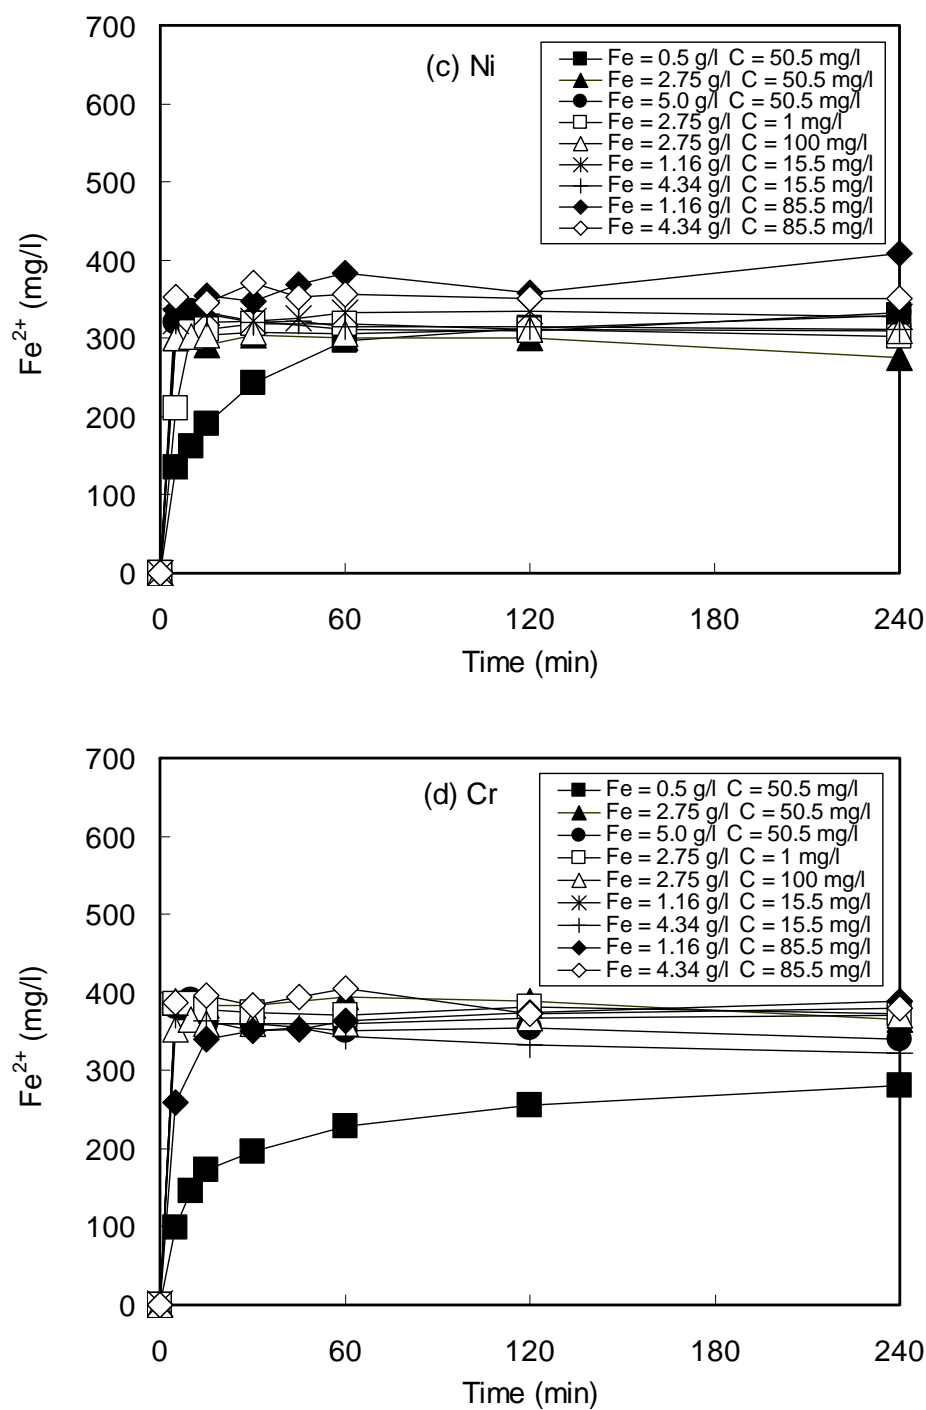 700
600
500
400
300
200
100
0
Fe2+ (mg/l)
(c) Ni
Fe = 0.5 g/l C = 50.5 mg/l
Fe = 2.75 g/l C = 50.5 mg/l
Fe = 5.0 g/l C = 50.5 mg/l
Fe = 2.75 g/l C = 1 mg/l
Fe = 2.75 g/l C = 100 mg/l
Fe = 1.16 g/l C = 15.5 mg/l
Fe = 4.34 g/l C = 15.5 mg/l
Fe = 1.16 g/l C = 85.5 mg/l
Fe = 4.34 g/l C = 85.5 mg/l
0 60 120 180 240
Time (min)
700
600
500
400
300
200
100
0
Fe2+ (mg/l)
(d) Cr
Fe = 0.5 g/l C = 50.5 mg/l
Fe = 2.75 g/l C = 50.5 mg/l
Fe = 5.0 g/l C = 50.5 mg/l
Fe = 2.75 g/l C = 1 mg/l
Fe = 2.75 g/l C = 100 mg/l
Fe = 1.16 g/l C = 15.5 mg/l
Fe = 4.34 g/l C = 15.5 mg/l
Fe = 1.16 g/l C = 85.5 mg/l
Fe = 4.34 g/l C = 85.5 mg/l
0 60 120 180 240
Time (min)